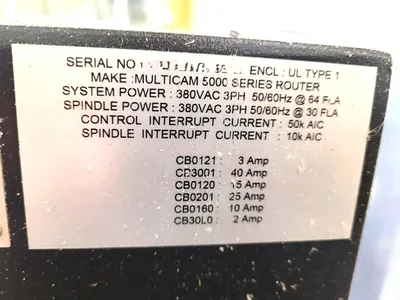 SERIAL NO ENCL: UL TYPE 1
MAKE :MULTICAM 5000 SERIES ROUTER
SYSTEM POWER : 380VAC 3PH 50/60Hz @ 64 FLA
SPINDLE POWER : 380VAC 3PH 50/60Hz @ 30 FLA
CONTROL INTERRUPT CURRENT : 50k AIC
SPINDLE INTERRUPT CURRENT : 10k AIC
CB0121 : 3 Amp
CB3001 : 40 Amp
CB0120 : 15 Amp
CB0201 : 25 Amp
CB0160 : 10 Amp
CB30L0 : 2 Amp